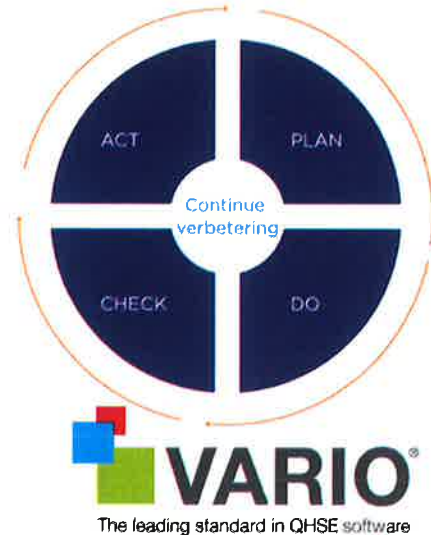 ACT
PLAN
Continue
verbetering
CHECK
DO
VARIO®
The leading standard in QHSE software